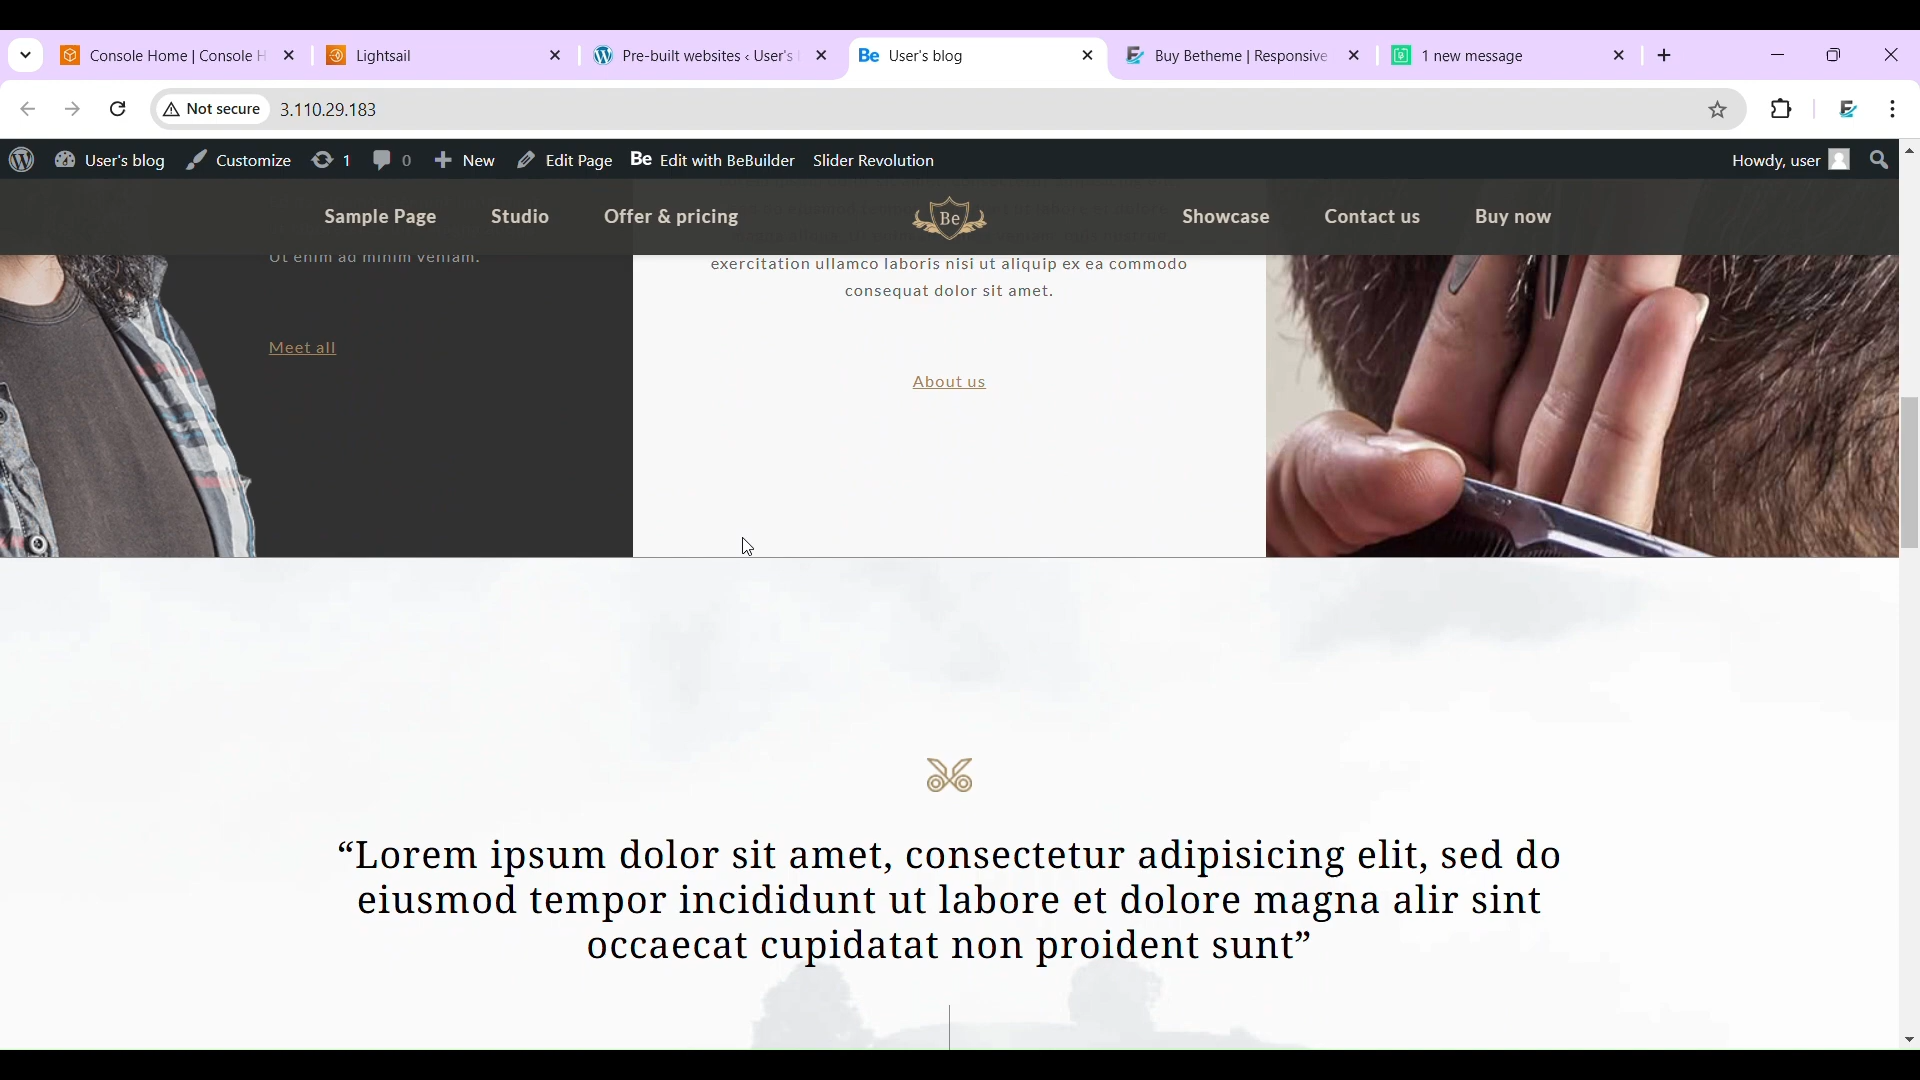 Console Home | Console H
Lightsail
Pre-built websites ‹ User's
Be User's blog
Buy Betheme | Responsive
1 new message
Not secure 3.110.29.183
User's blog Customize 1 0 New Edit Page Be Edit with BeBuilder Slider Revolution Howdy, user
Sample Page Studio Offer & pricing Be Showcase Contact us Buy now
Ut enim ad minim veniam.
Meet all
exercitation ullamco laboris nisi ut aliquip ex ea commodo
consequat dolor sit amet.
About us
“Lorem ipsum dolor sit amet, consectetur adipisicing elit, sed do
eiusmod tempor incididunt ut labore et dolore magna alir sint
occaecat cupidatat non proident sunt”